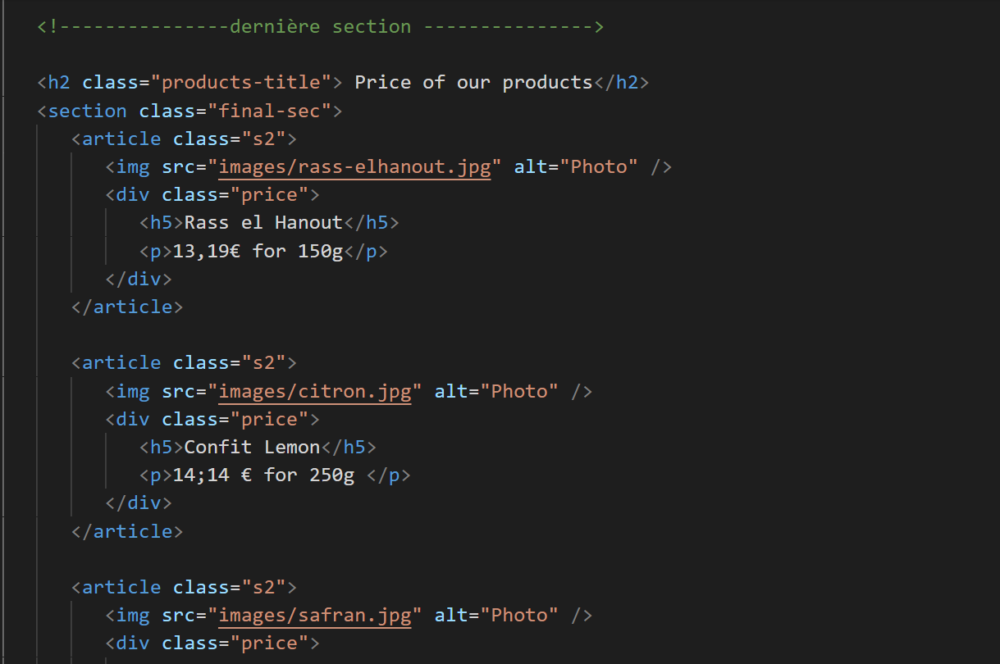 <!---------------dernière section --------------->
<h2 class="products-title"> Price of our products</h2>
<section class="final-sec">
<article class="s2">
<img src="images/rass-elhanout.jpg" alt="Photo" />
<div class="price">
<h5>Rass el Hanout</h5>
<p>13,19€ for 150g</p>
</div>
</article>
<article class="s2">
<img src="images/citron.jpg" alt="Photo" />
<div class="price">
<h5>Confit Lemon</h5>
<p>14;14 € for 250g </p>
</div>
</article>
<article class="s2">
<img src="images/safran.jpg" alt="Photo" />
<div class="price">